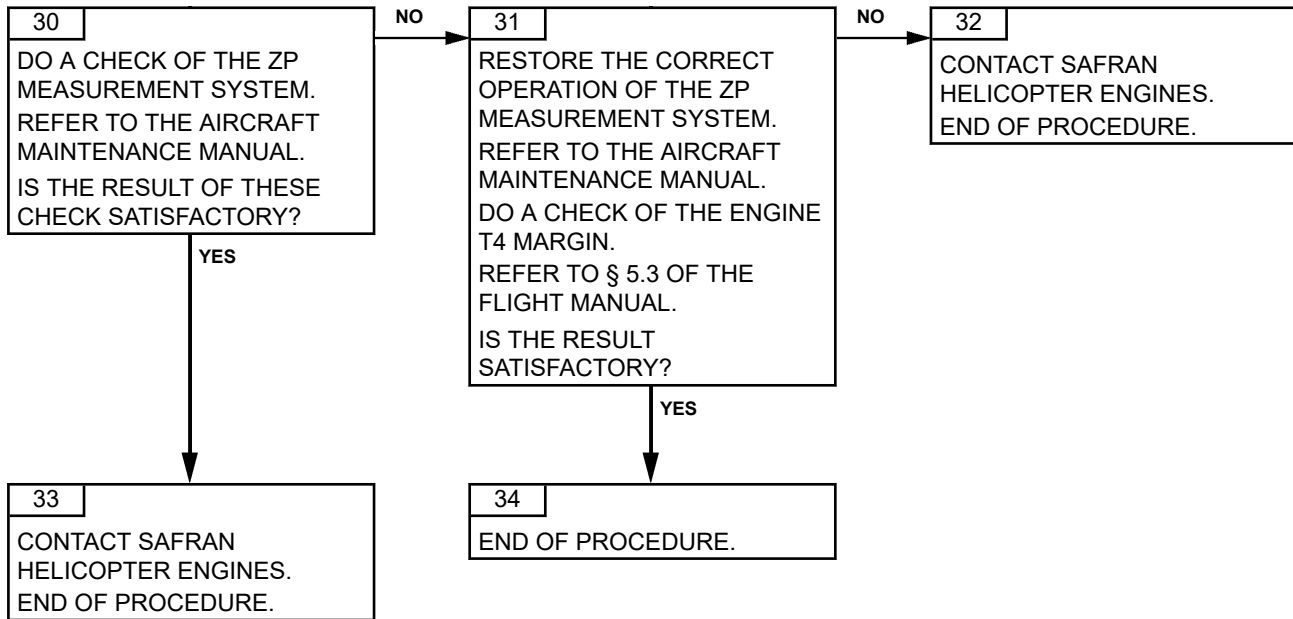 30
DO A CHECK OF THE ZP
MEASUREMENT SYSTEM.
REFER TO THE AIRCRAFT
MAINTENANCE MANUAL.
IS THE RESULT OF THESE
CHECK SATISFACTORY?
NO
31
RESTORE THE CORRECT
OPERATION OF THE ZP
MEASUREMENT SYSTEM.
REFER TO THE AIRCRAFT
MAINTENANCE MANUAL.
DO A CHECK OF THE ENGINE
T4 MARGIN.
REFER TO § 5.3 OF THE
FLIGHT MANUAL.
IS THE RESULT
SATISFACTORY?
NO
32
CONTACT SAFRAN
HELICOPTER ENGINES.
END OF PROCEDURE.
YES
YES
33
CONTACT SAFRAN
HELICOPTER ENGINES.
END OF PROCEDURE.
34
END OF PROCEDURE.